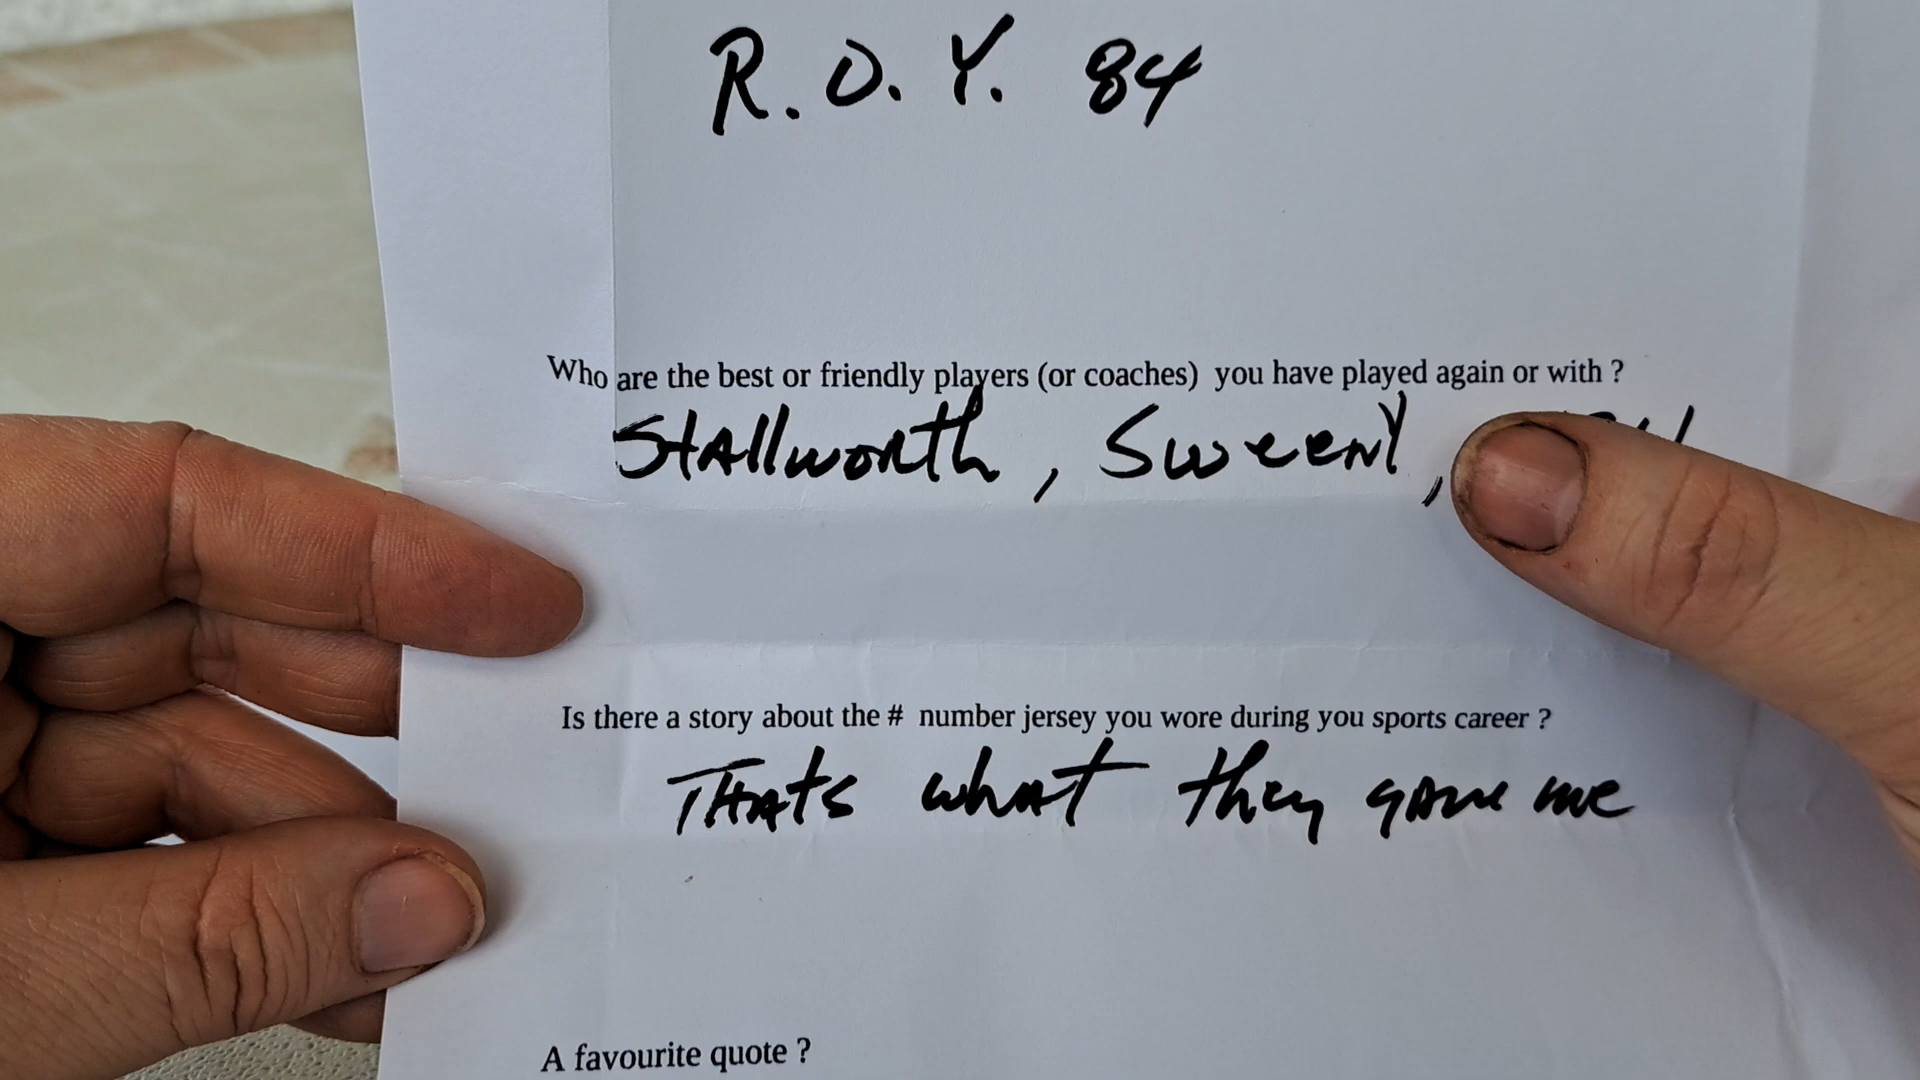 R.O.Y. 84
Who are the best or friendly players (or coaches) you have played again or with ?
Stallworth, Sweeny,
Is there a story about the # number jersey you wore during you sports career ?
Thats what they gave me
A favourite quote ?